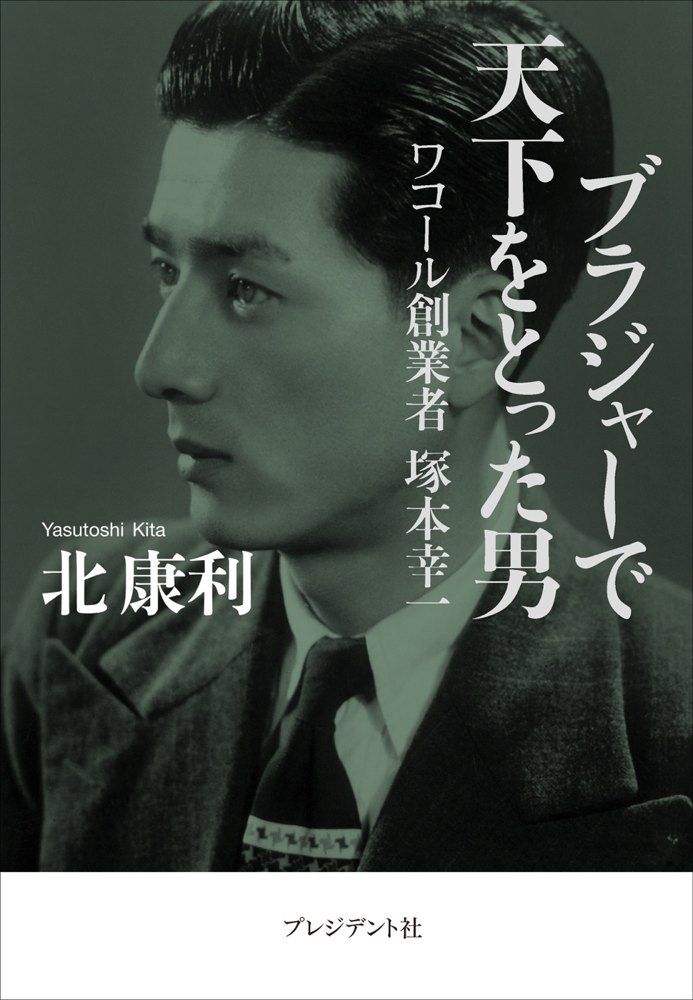 ブラジャーで
天下をとった男
ワコール創業者 塚本幸一
Yasutoshi Kita
北 康利
プレジデント社